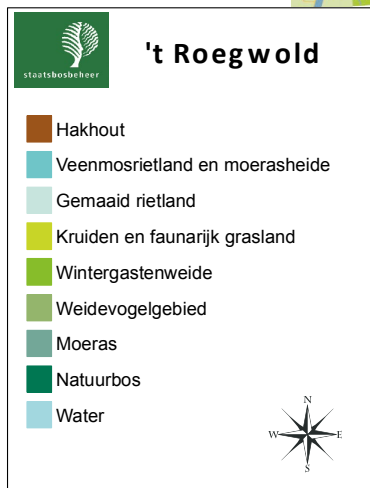 staatsbosbeheer
't Roegwold
Hakhout
Veenmosrietland en moerasheide
Gemaaid rietland
Kruiden en faunarijk grasland
Wintergastenweide
Weidevogelgebied
Moeras
Natuurbos
Water
N
W E
S